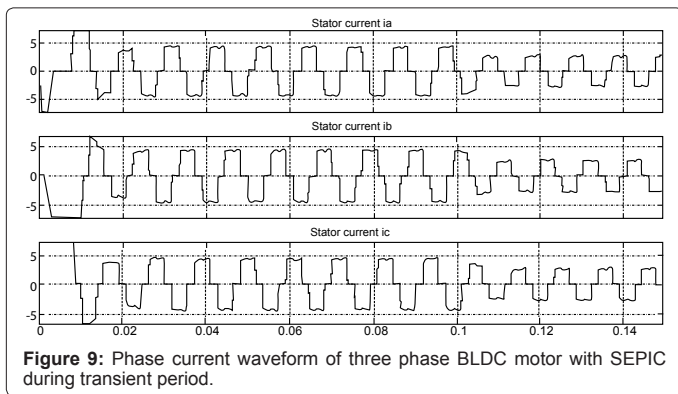 Stator current ia
5
0
-5
Stator current ib
5
0
-5
Stator current ic
5
0
-5
0 0.02 0.04 0.06 0.08 0.1 0.12 0.14
Figure 9: Phase current waveform of three phase BLDC motor with SEPIC
during transient period.